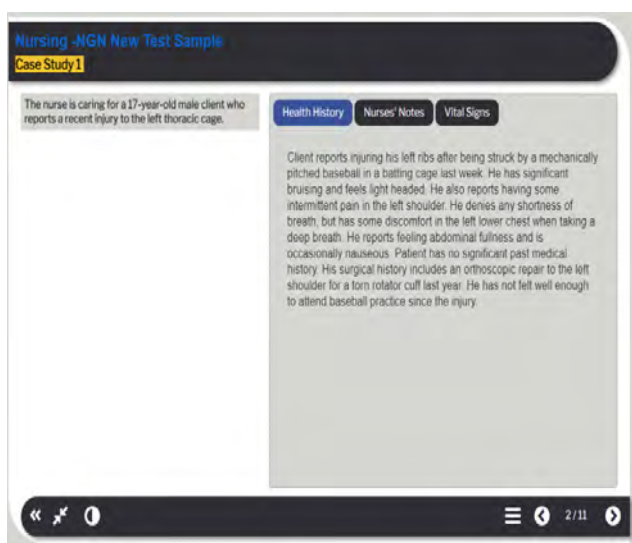 Nursing -NGN New Test Sample
Case Study 1
The nurse is caring for a 17-year-old male client who
reports a recent injury to the left thoracic cage.
Health History
Nurses' Notes
Vital Signs
Client reports injuring his left ribs after being struck by a mechanically
pitched baseball in a batting cage last week. He has significant
bruising and feels light headed. He also reports having some
intermittent pain in the left shoulder. He denies any shortness of
breath, but has some discomfort in the left lower chest when taking a
deep breath. He reports feeling abdominal fullness and is
occasionally nauseous. Patient has no significant past medical
history. His surgical history includes an orthoscopic repair to the left
shoulder for a torn rotator cuff last year. He has not felt well enough
to attend baseball practice since the injury.
2/11